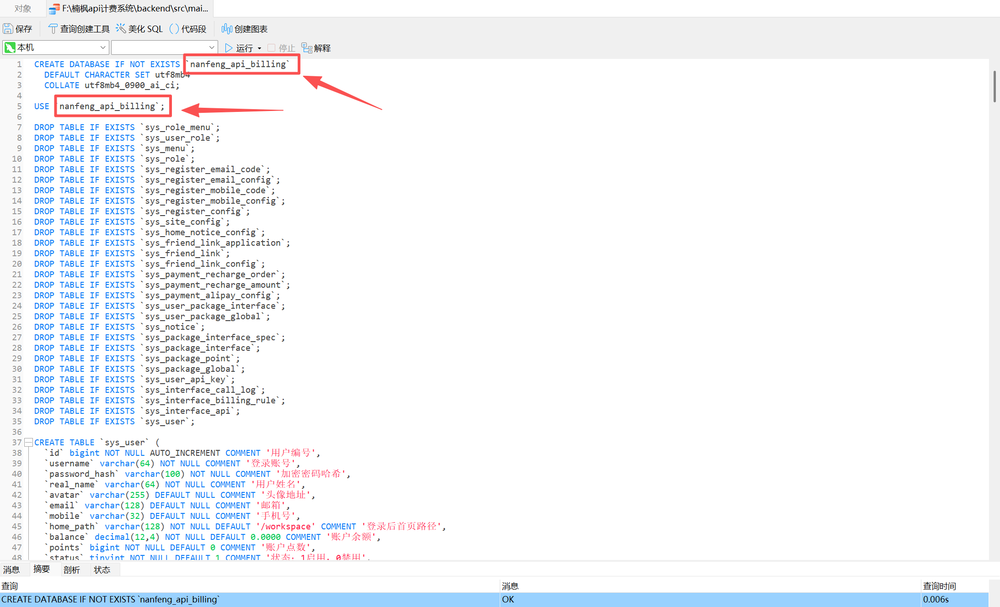 对象
F:\楠枫api计费系统\backend\src\mai...
保存
查询创建工具
美化 SQL
() 代码段
创建图表
本机
运行
停止
解释
1 CREATE DATABASE IF NOT EXISTS `nanfeng_api_billing`
2 DEFAULT CHARACTER SET utf8mb4
3 COLLATE utf8mb4_0900_ai_ci;
4
5 USE `nanfeng_api_billing`;
6
7 DROP TABLE IF EXISTS `sys_role_menu`;
8 DROP TABLE IF EXISTS `sys_user_role`;
9 DROP TABLE IF EXISTS `sys_menu`;
10 DROP TABLE IF EXISTS `sys_role`;
11 DROP TABLE IF EXISTS `sys_register_email_code`;
12 DROP TABLE IF EXISTS `sys_register_email_config`;
13 DROP TABLE IF EXISTS `sys_register_mobile_code`;
14 DROP TABLE IF EXISTS `sys_register_mobile_config`;
15 DROP TABLE IF EXISTS `sys_register_config`;
16 DROP TABLE IF EXISTS `sys_site_config`;
17 DROP TABLE IF EXISTS `sys_home_notice_config`;
18 DROP TABLE IF EXISTS `sys_friend_link_application`;
19 DROP TABLE IF EXISTS `sys_friend_link`;
20 DROP TABLE IF EXISTS `sys_friend_link_config`;
21 DROP TABLE IF EXISTS `sys_payment_recharge_order`;
22 DROP TABLE IF EXISTS `sys_payment_recharge_amount`;
23 DROP TABLE IF EXISTS `sys_payment_alipay_config`;
24 DROP TABLE IF EXISTS `sys_user_package_interface`;
25 DROP TABLE IF EXISTS `sys_user_package_global`;
26 DROP TABLE IF EXISTS `sys_notice`;
27 DROP TABLE IF EXISTS `sys_package_interface_spec`;
28 DROP TABLE IF EXISTS `sys_package_interface`;
29 DROP TABLE IF EXISTS `sys_package_point`;
30 DROP TABLE IF EXISTS `sys_package_global`;
31 DROP TABLE IF EXISTS `sys_user_api_key`;
32 DROP TABLE IF EXISTS `sys_interface_call_log`;
33 DROP TABLE IF EXISTS `sys_interface_billing_rule`;
34 DROP TABLE IF EXISTS `sys_interface_api`;
35 DROP TABLE IF EXISTS `sys_user`;
36
37 CREATE TABLE `sys_user` (
38 `id` bigint NOT NULL AUTO_INCREMENT COMMENT '用户编号',
39 `username` varchar(64) NOT NULL COMMENT '登录账号',
40 `password_hash` varchar(100) NOT NULL COMMENT '加密密码哈希',
41 `real_name` varchar(64) NOT NULL COMMENT '用户姓名',
42 `avatar` varchar(255) DEFAULT NULL COMMENT '头像地址',
43 `email` varchar(128) DEFAULT NULL COMMENT '邮箱',
44 `mobile` varchar(32) DEFAULT NULL COMMENT '手机号',
45 `home_path` varchar(128) NOT NULL DEFAULT '/workspace' COMMENT '登录后首页路径',
46 `balance` decimal(12,4) NOT NULL DEFAULT 0.0000 COMMENT '账户余额',
47 `points` bigint NOT NULL DEFAULT 0 COMMENT '账户点数',
48 `status` tinyint NOT NULL DEFAULT 1 COMMENT '状态：1启用，0禁用',
消息 摘要 剖析 状态
查询 消息 查询时间
CREATE DATABASE IF NOT EXISTS `nanfeng_api_billing` OK 0.006s